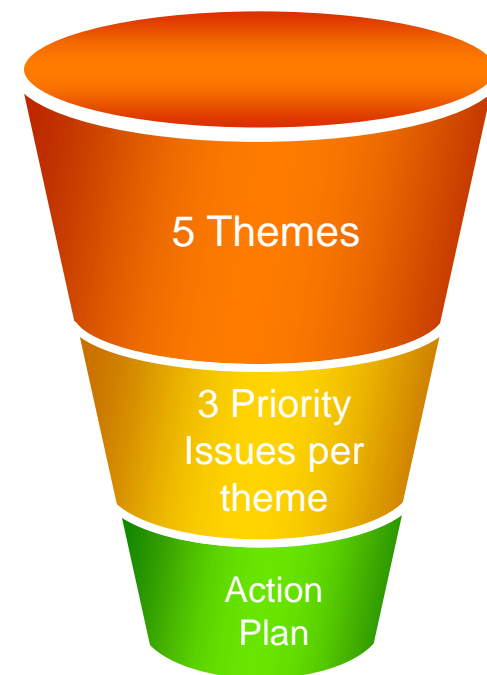 5 Themes
3 Priority
Issues per
theme
Action
Plan